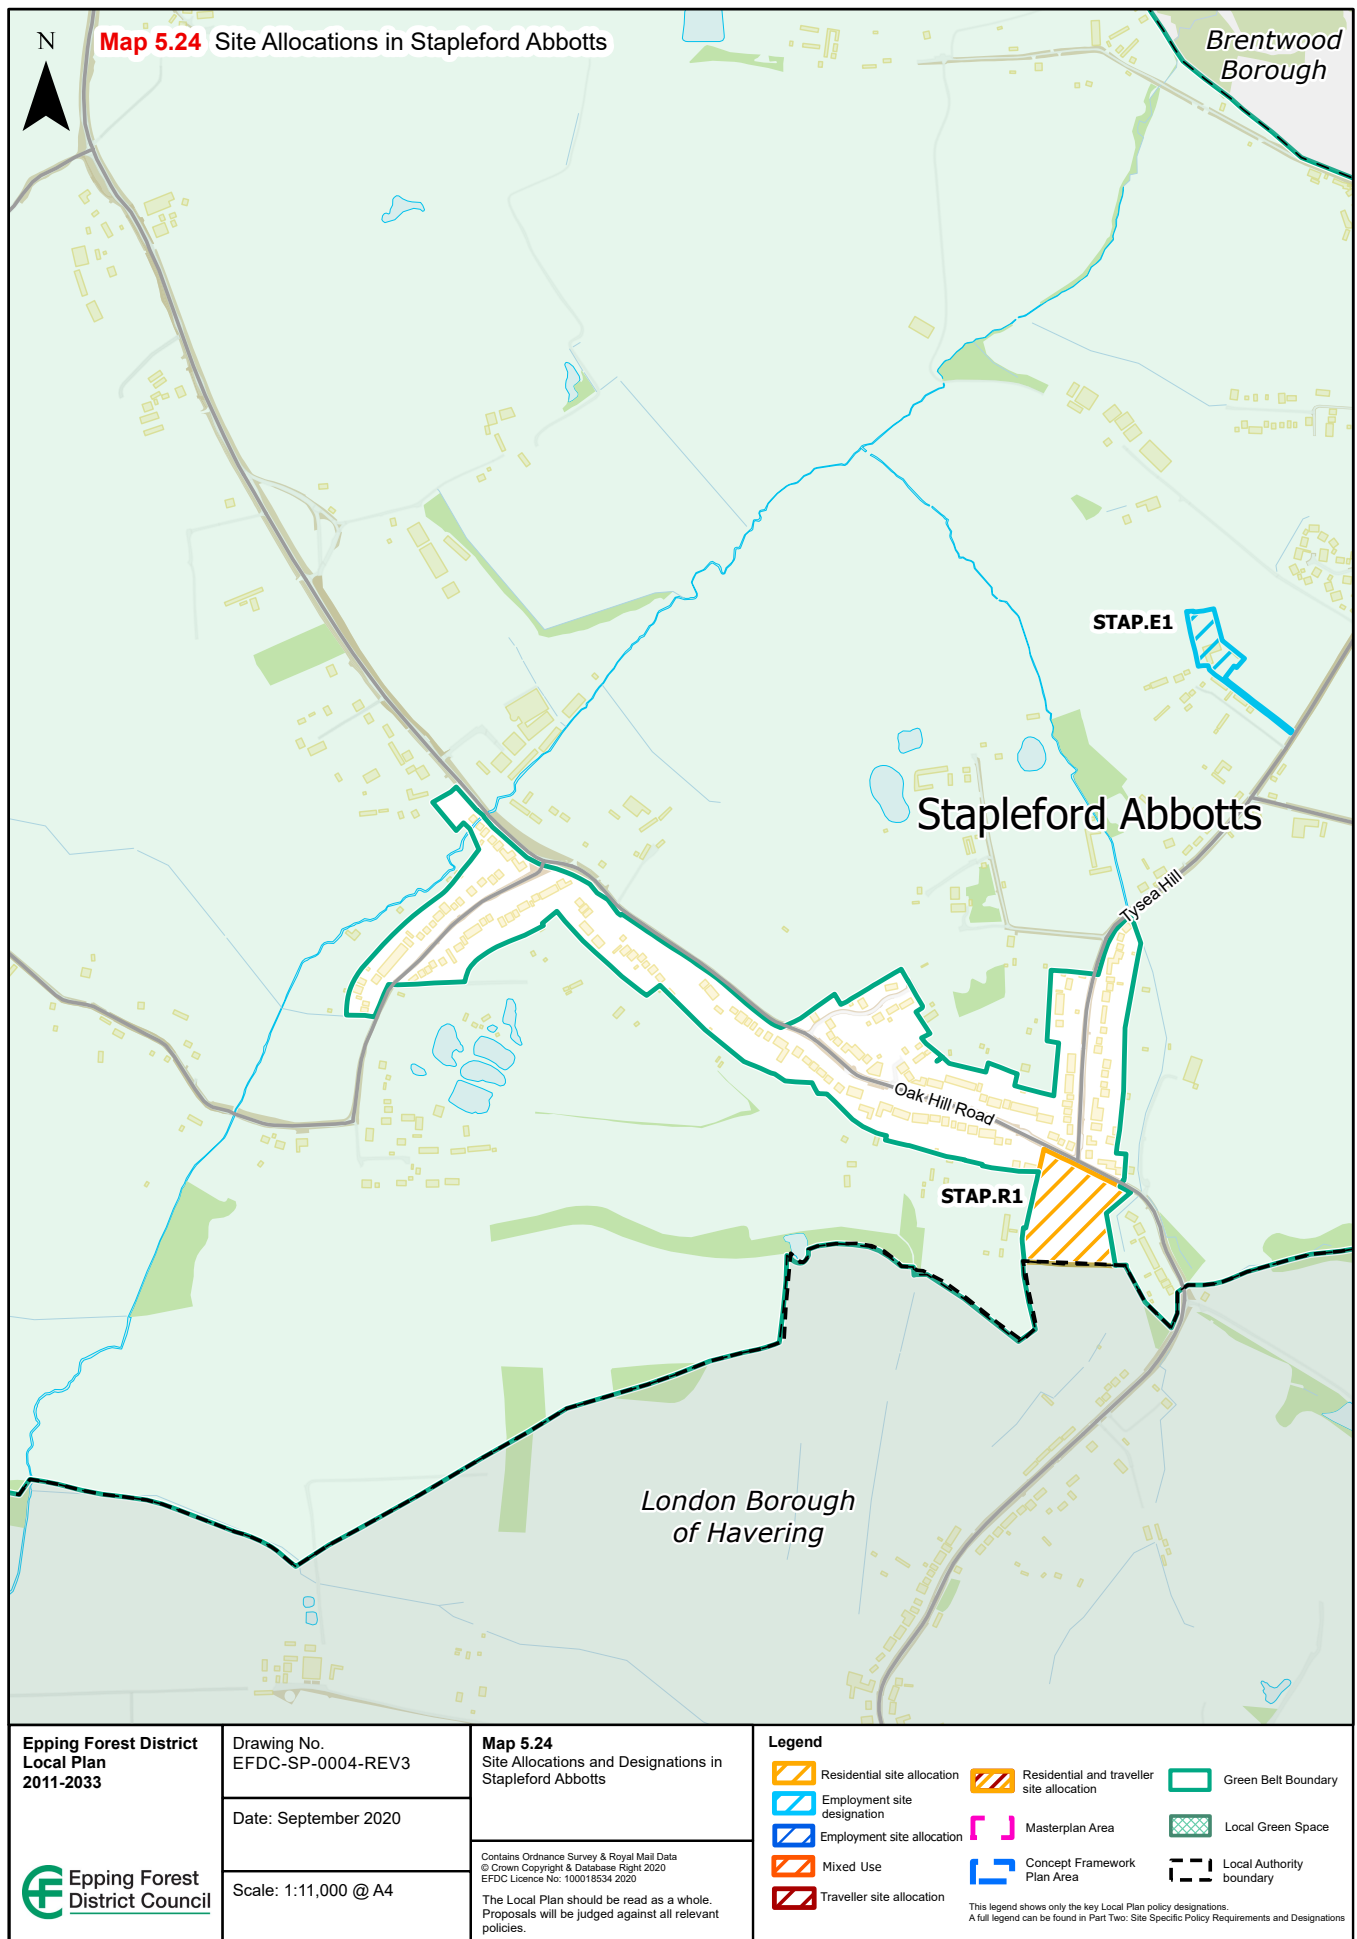 N
Map 5.24 Site Allocations in Stapleford Abbotts
Brentwood
Borough
STAP.E1
Stapleford Abbotts
Tysea Hill
Oak Hill Road
STAP.R1
London Borough
of Havering
Epping Forest District
Local Plan
2011-2033
Epping Forest
District Council
Drawing No.
EFDC-SP-0004-REV3
Date: September 2020
Scale: 1:11,000 @ A4
Map 5.24
Site Allocations and Designations in
Stapleford Abbotts
Contains Ordnance Survey & Royal Mail Data
© Crown Copyright & Database Right 2020
EFDC Licence No: 100018534 2020
The Local Plan should be read as a whole.
Proposals will be judged against all relevant
policies.
Legend
Residential site allocation
Employment site
designation
Employment site allocation
Mixed Use
Traveller site allocation
Residential and traveller
site allocation
Masterplan Area
Concept Framework
Plan Area
Green Belt Boundary
Local Green Space
Local Authority
boundary
This legend shows only the key Local Plan policy designations.
A full legend can be found in Part Two: Site Specific Policy Requirements and Designations